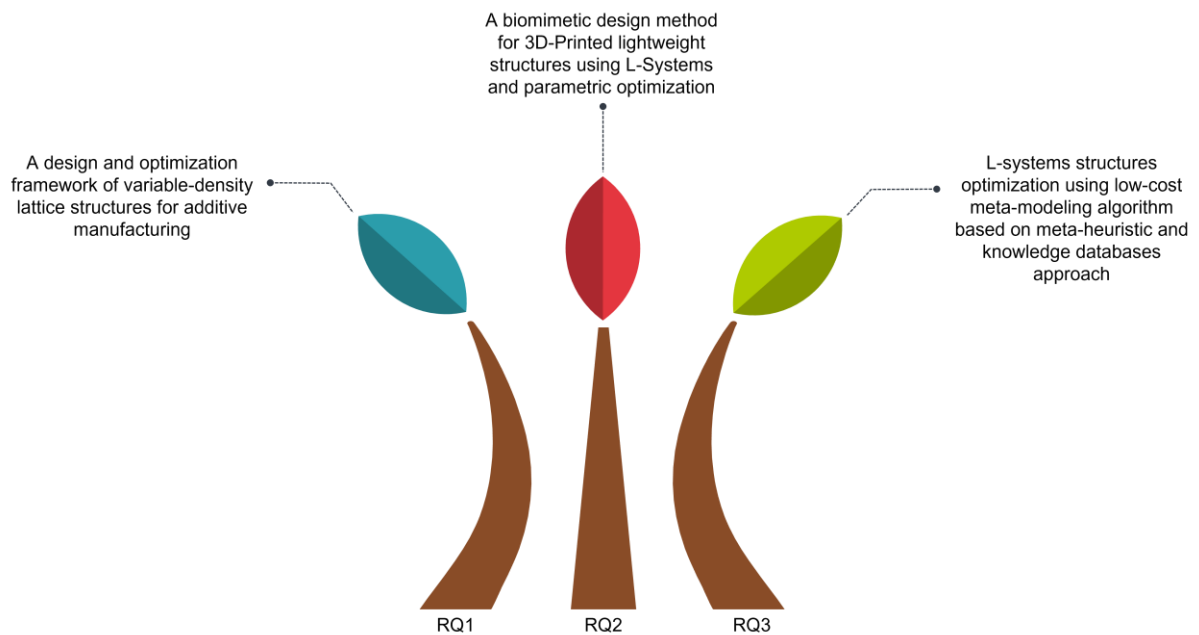 A biomimetic design method
for 3D-Printed lightweight
structures using L-Systems
and parametric optimization
A design and optimization
framework of variable-density
lattice structures for additive
manufacturing
L-systems structures
optimization using low-cost
meta-modeling algorithm
based on meta-heuristic and
knowledge databases
approach
RQ1
RQ2
RQ3